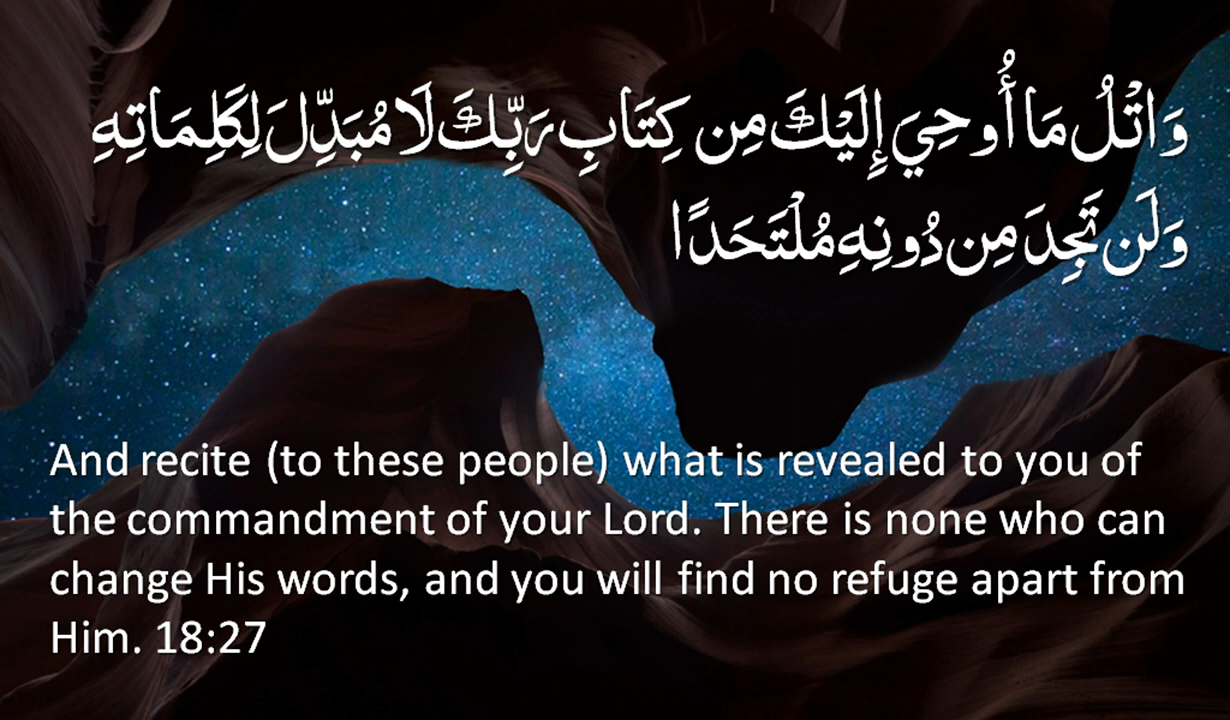 وَاتْلُ مَا أُوحِيَ إِلَيْكَ مِن كِتَابِ رَبِّكَ لَا مُبَدِّلَ لِكَلِمَاتِهِ
وَلَن تَجِدَ مِن دُونِهِ مُلْتَحَدًا
And recite (to these people) what is revealed to you of
the commandment of your Lord. There is none who can
change His words, and you will find no refuge apart from
Him. 18:27